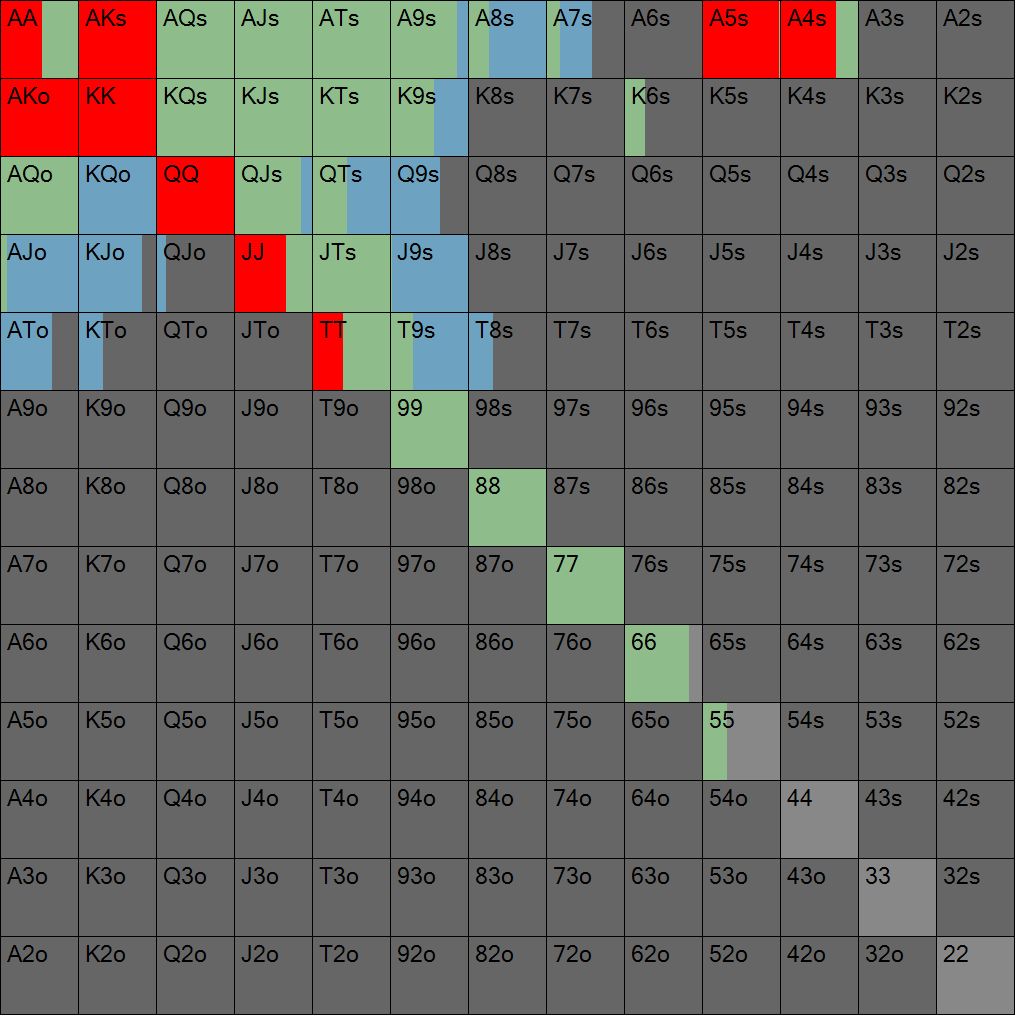 AA AKs AQs AJs ATs A9s A8s A7s A6s A5s A4s A3s A2s
AKo KK KQs KJs KTs K9s K8s K7s K6s K5s K4s K3s K2s
AQo KQo QQ QJs QTs Q9s Q8s Q7s Q6s Q5s Q4s Q3s Q2s
AJo KJo QJo JJ JTs J9s J8s J7s J6s J5s J4s J3s J2s
ATo KTo QTo JTo TT T9s T8s T7s T6s T5s T4s T3s T2s
A9o K9o Q9o J9o T9o 99 98s 97s 96s 95s 94s 93s 92s
A8o K8o Q8o J8o T8o 98o 88 87s 86s 85s 84s 83s 82s
A7o K7o Q7o J7o T7o 97o 87o 77 76s 75s 74s 73s 72s
A6o K6o Q6o J6o T6o 96o 86o 76o 66 65s 64s 63s 62s
A5o K5o Q5o J5o T5o 95o 85o 75o 65o 55 54s 53s 52s
A4o K4o Q4o J4o T4o 94o 84o 74o 64o 54o 44 43s 42s
A3o K3o Q3o J3o T3o 93o 83o 73o 63o 53o 43o 33 32s
A2o K2o Q2o J2o T2o 92o 82o 72o 62o 52o 42o 32o 22